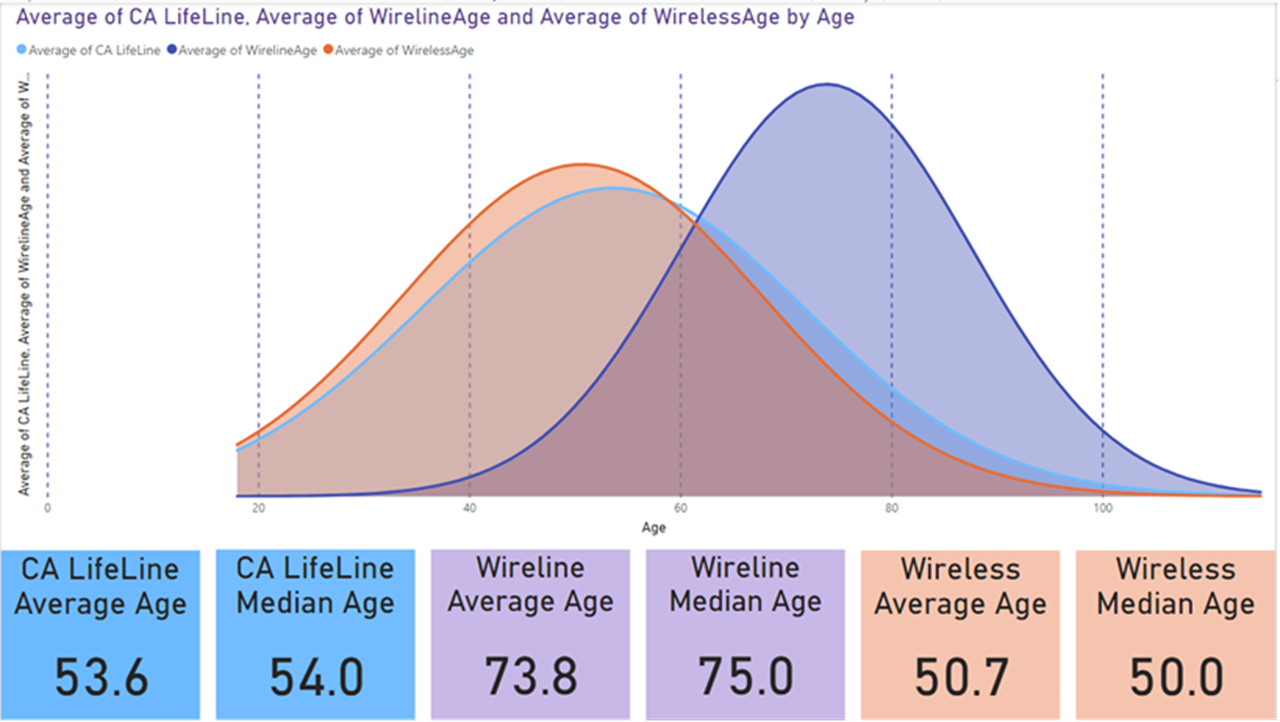 Average of CA LifeLine, Average of WirelineAge and Average of WirelessAge by Age
Average of CA LifeLine Average of WirelineAge Average of WirelessAge
Average of CA LifeLine, Average of WirelineAge and Average of W...
0 20 40 60 80 100
Age
CA LifeLine
Average Age
53.6
CA LifeLine
Median Age
54.0
Wireline
Average Age
73.8
Wireline
Median Age
75.0
Wireless
Average Age
50.7
Wireless
Median Age
50.0